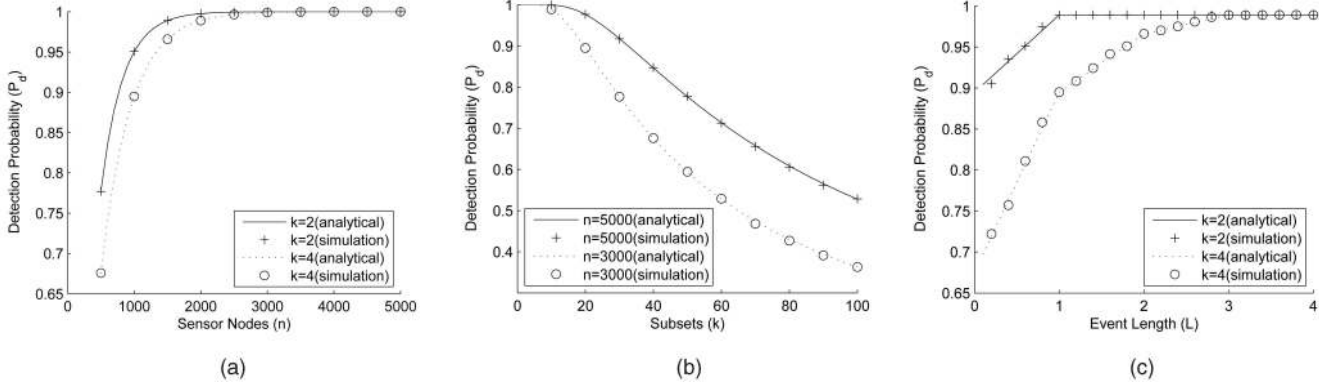 1
0.95
0.9
0.85
0.8
0.75
0.7
0.65
Detection Probability (Pd)
0
1000
2000
3000
4000
5000
Sensor Nodes (n)
k=2(analytical)
k=2(simulation)
k=4(analytical)
k=4(simulation)
(a)
1
0.9
0.8
0.7
0.6
0.5
0.4
Detection Probability (Pd)
0
20
40
60
80
100
Subsets (k)
n=5000(analytical)
n=5000(simulation)
n=3000(analytical)
n=3000(simulation)
(b)
1
0.95
0.9
0.85
0.8
0.75
0.7
0.65
Detection Probability (Pd)
0
1
2
3
4
Event Length (L)
k=2(analytical)
k=2(simulation)
k=4(analytical)
k=4(simulation)
(c)